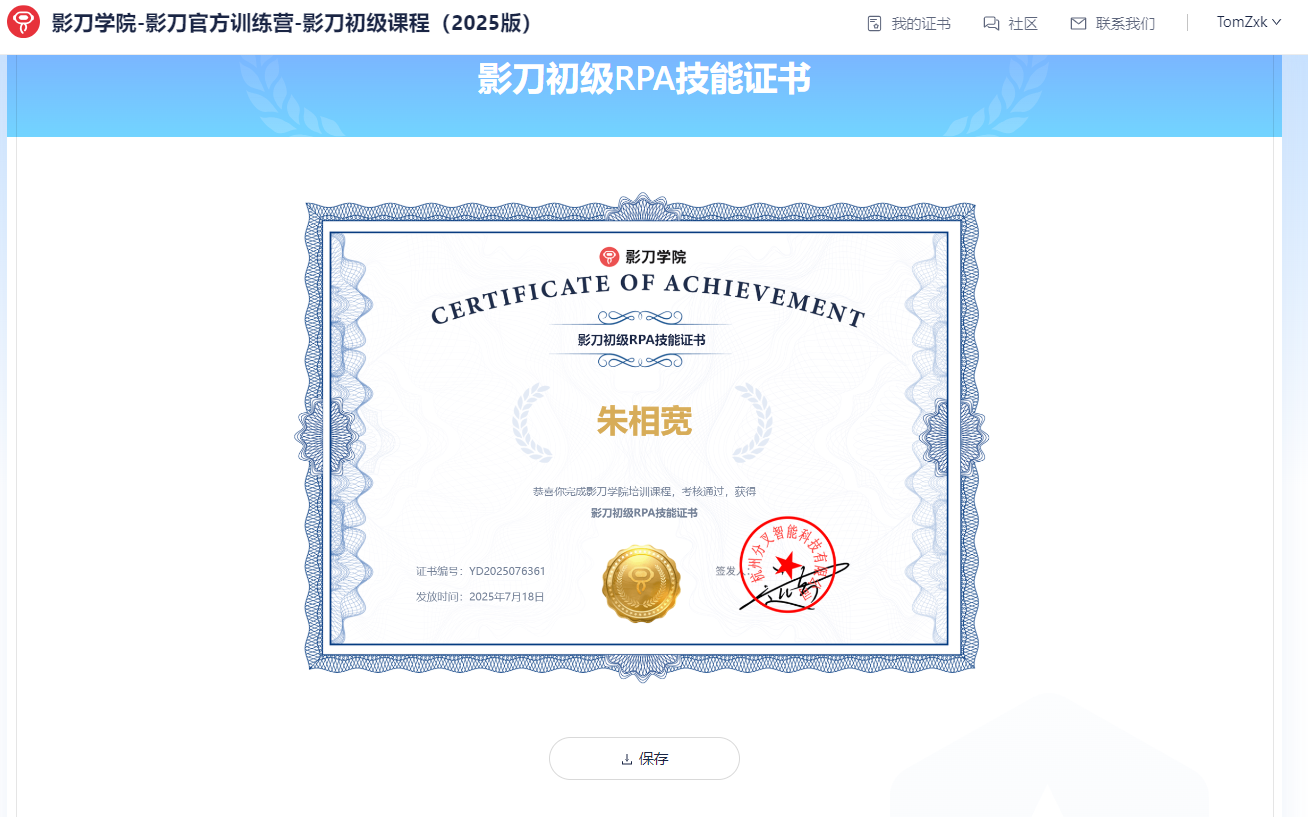 影刀学院-影刀官方训练营-影刀初级课程（2025版）
我的证书
社区
联系我们
TomZxk
影刀初级RPA技能证书
影刀学院
CERTIFICATE OF ACHIEVEMENT
影刀初级RPA技能证书
朱相宽
恭喜你完成影刀学院培训课程，考核通过，获得
影刀初级RPA技能证书
证书编号：YD2025076361
发放时间：2025年7月18日
签发人
杭州分叉智能科技有限公司
保存